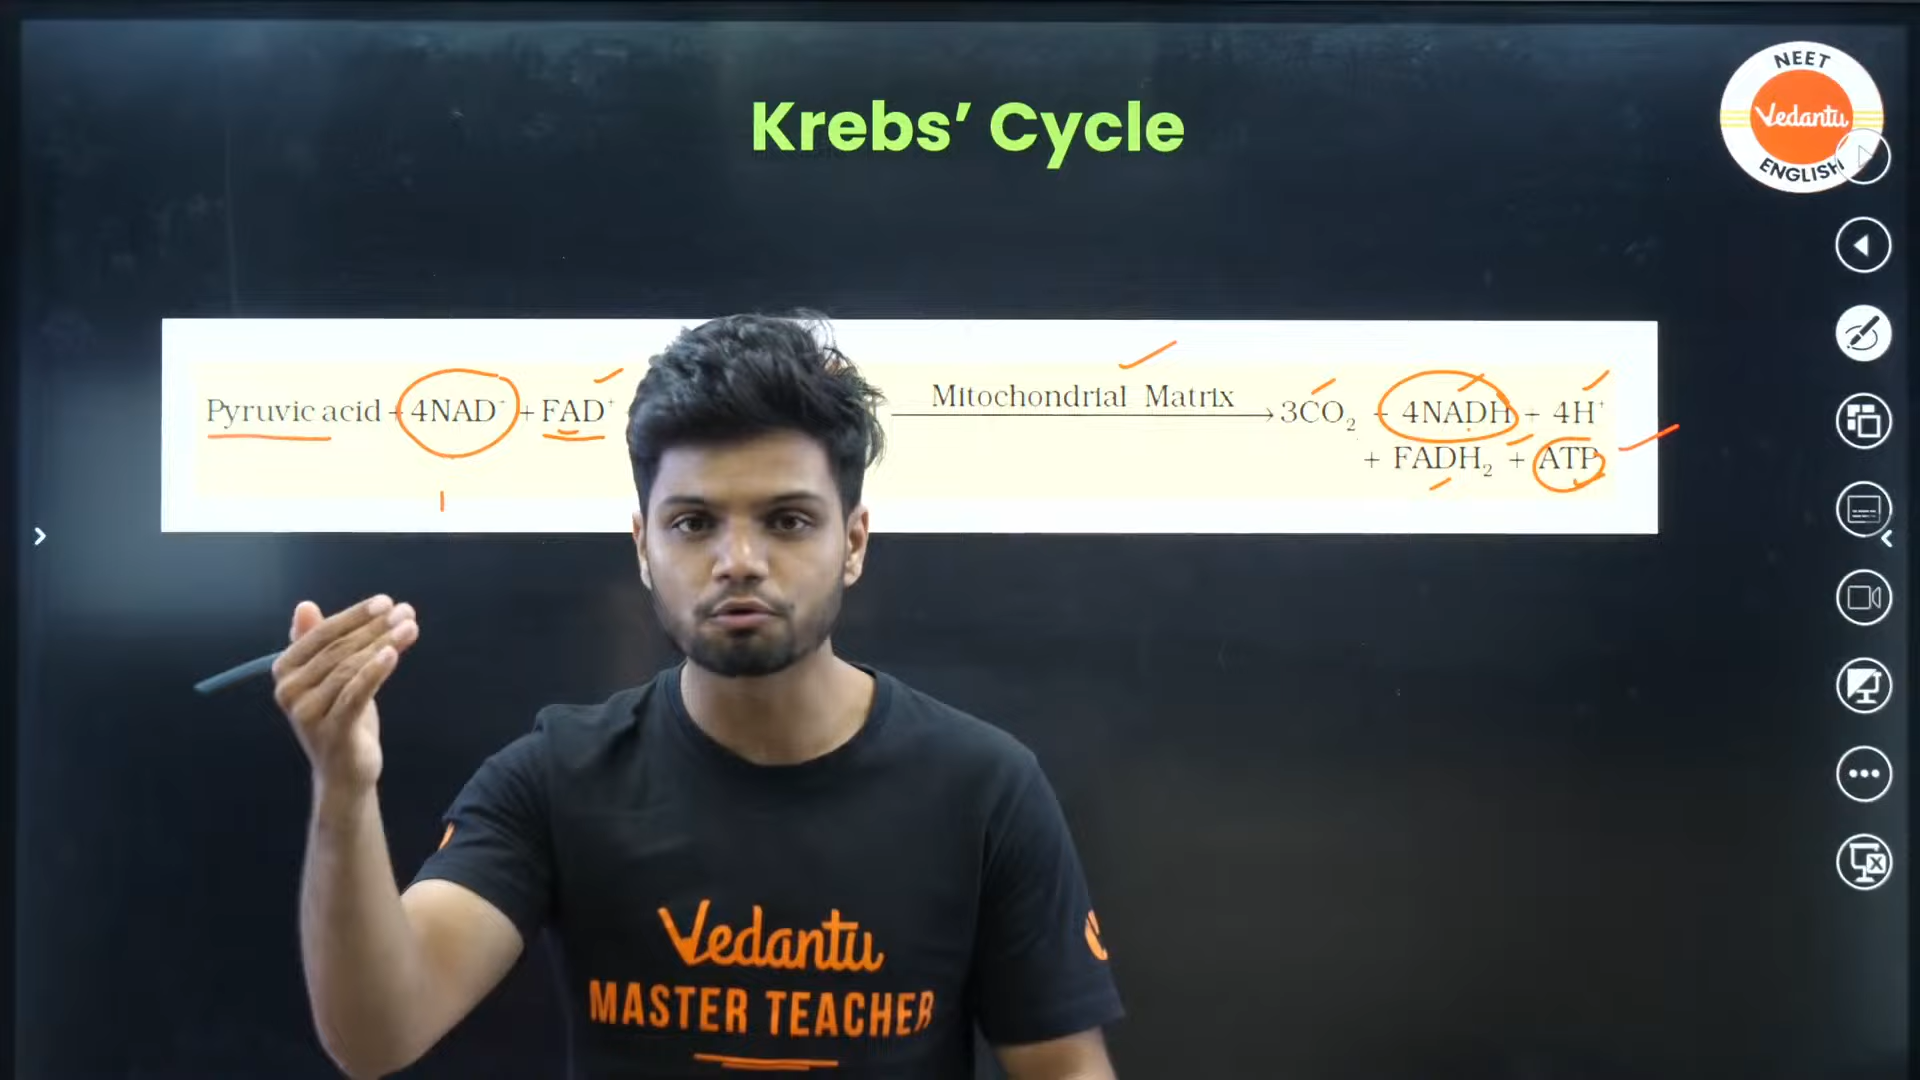 Krebs’ Cycle
NEET
Vedantu
ENGLISH
Mitochondrial Matrix
Pyruvic acid + 4NAD⁺ + FAD⁺ ⟶ 3CO₂ + 4NADH + 4H⁺
+ FADH₂ + ATP
Vedantu
MASTER TEACHER